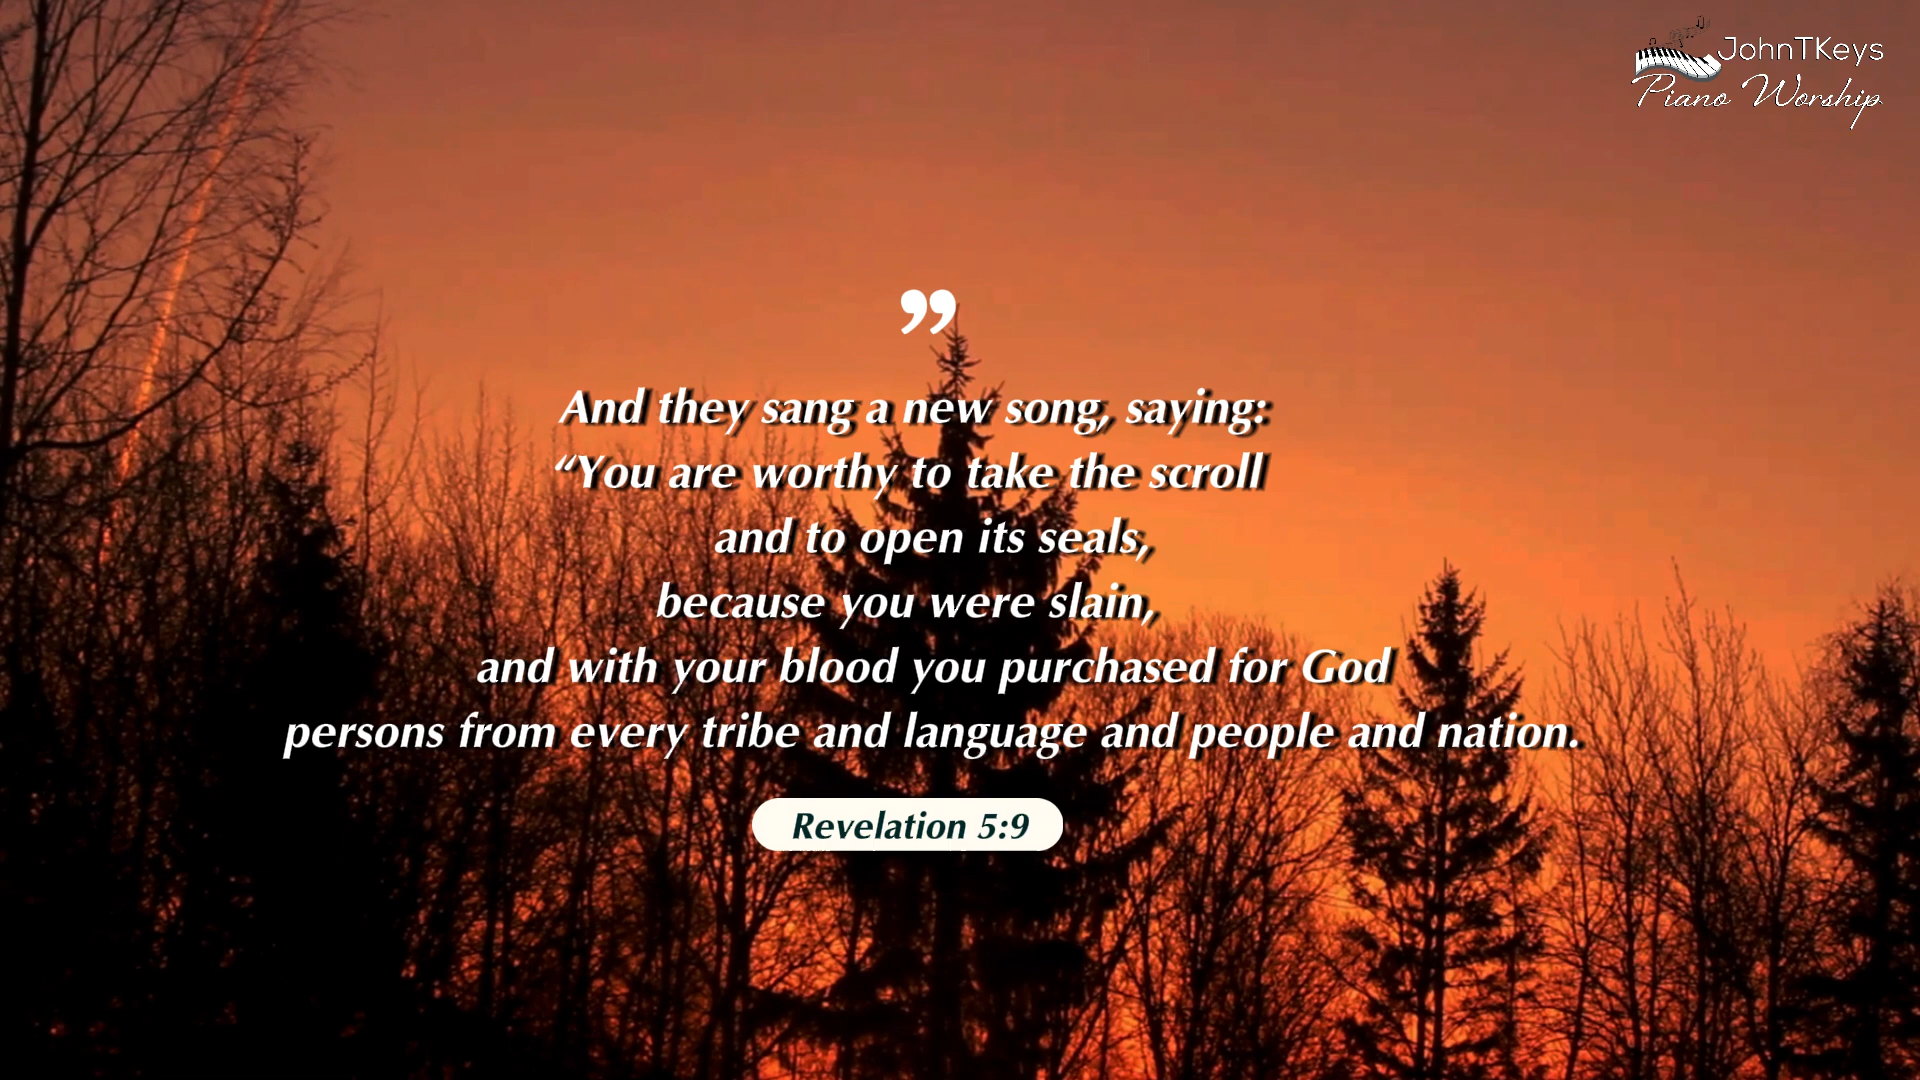 JohnTKeys
Piano Worship
”
And they sang a new song, saying:
“You are worthy to take the scroll
and to open its seals,
because you were slain,
and with your blood you purchased for God
persons from every tribe and language and people and nation.
Revelation 5:9